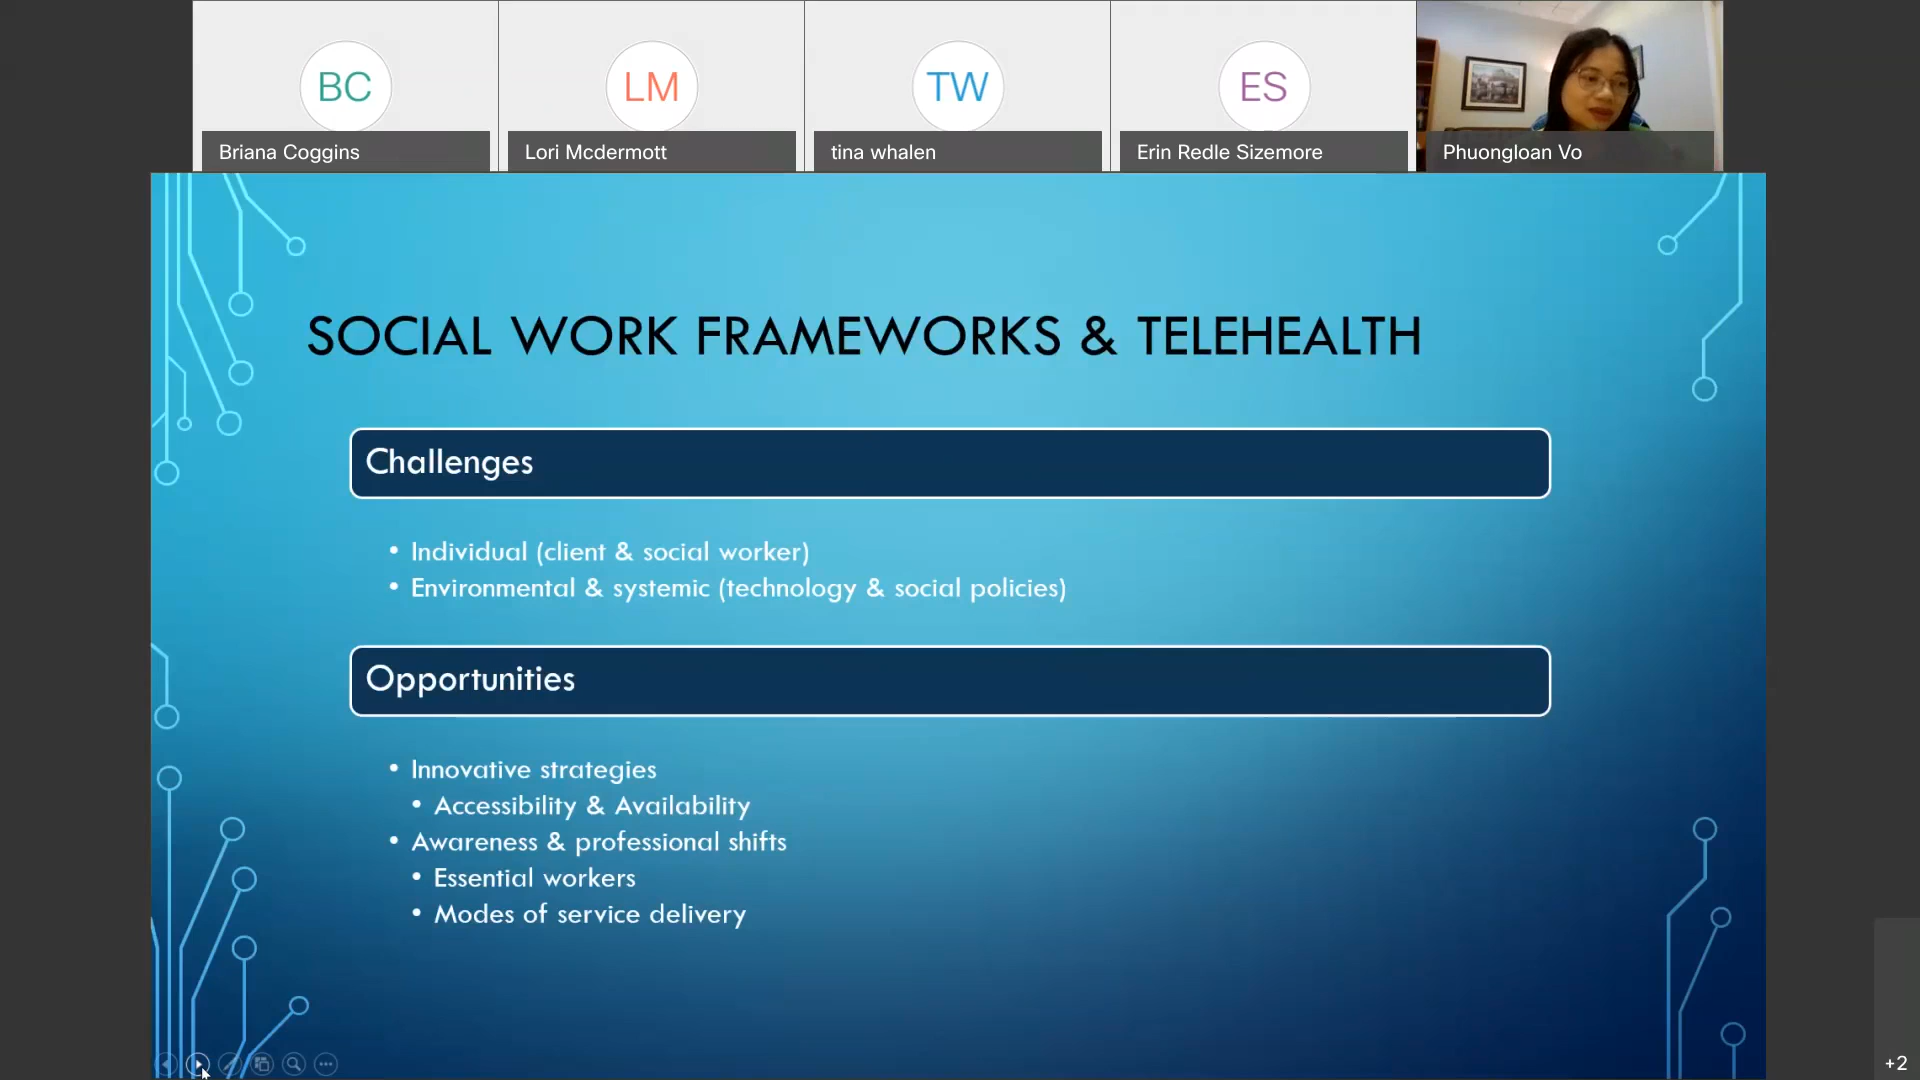 BC
LM
TW
ES
Briana Coggins
Lori Mcdermott
tina whalen
Erin Redle Sizemore
Phuongloan Vo
SOCIAL WORK FRAMEWORKS & TELEHEALTH
Challenges
• Individual (client & social worker)
• Environmental & systemic (technology & social policies)
Opportunities
• Innovative strategies
• Accessibility & Availability
• Awareness & professional shifts
• Essential workers
• Modes of service delivery
+2